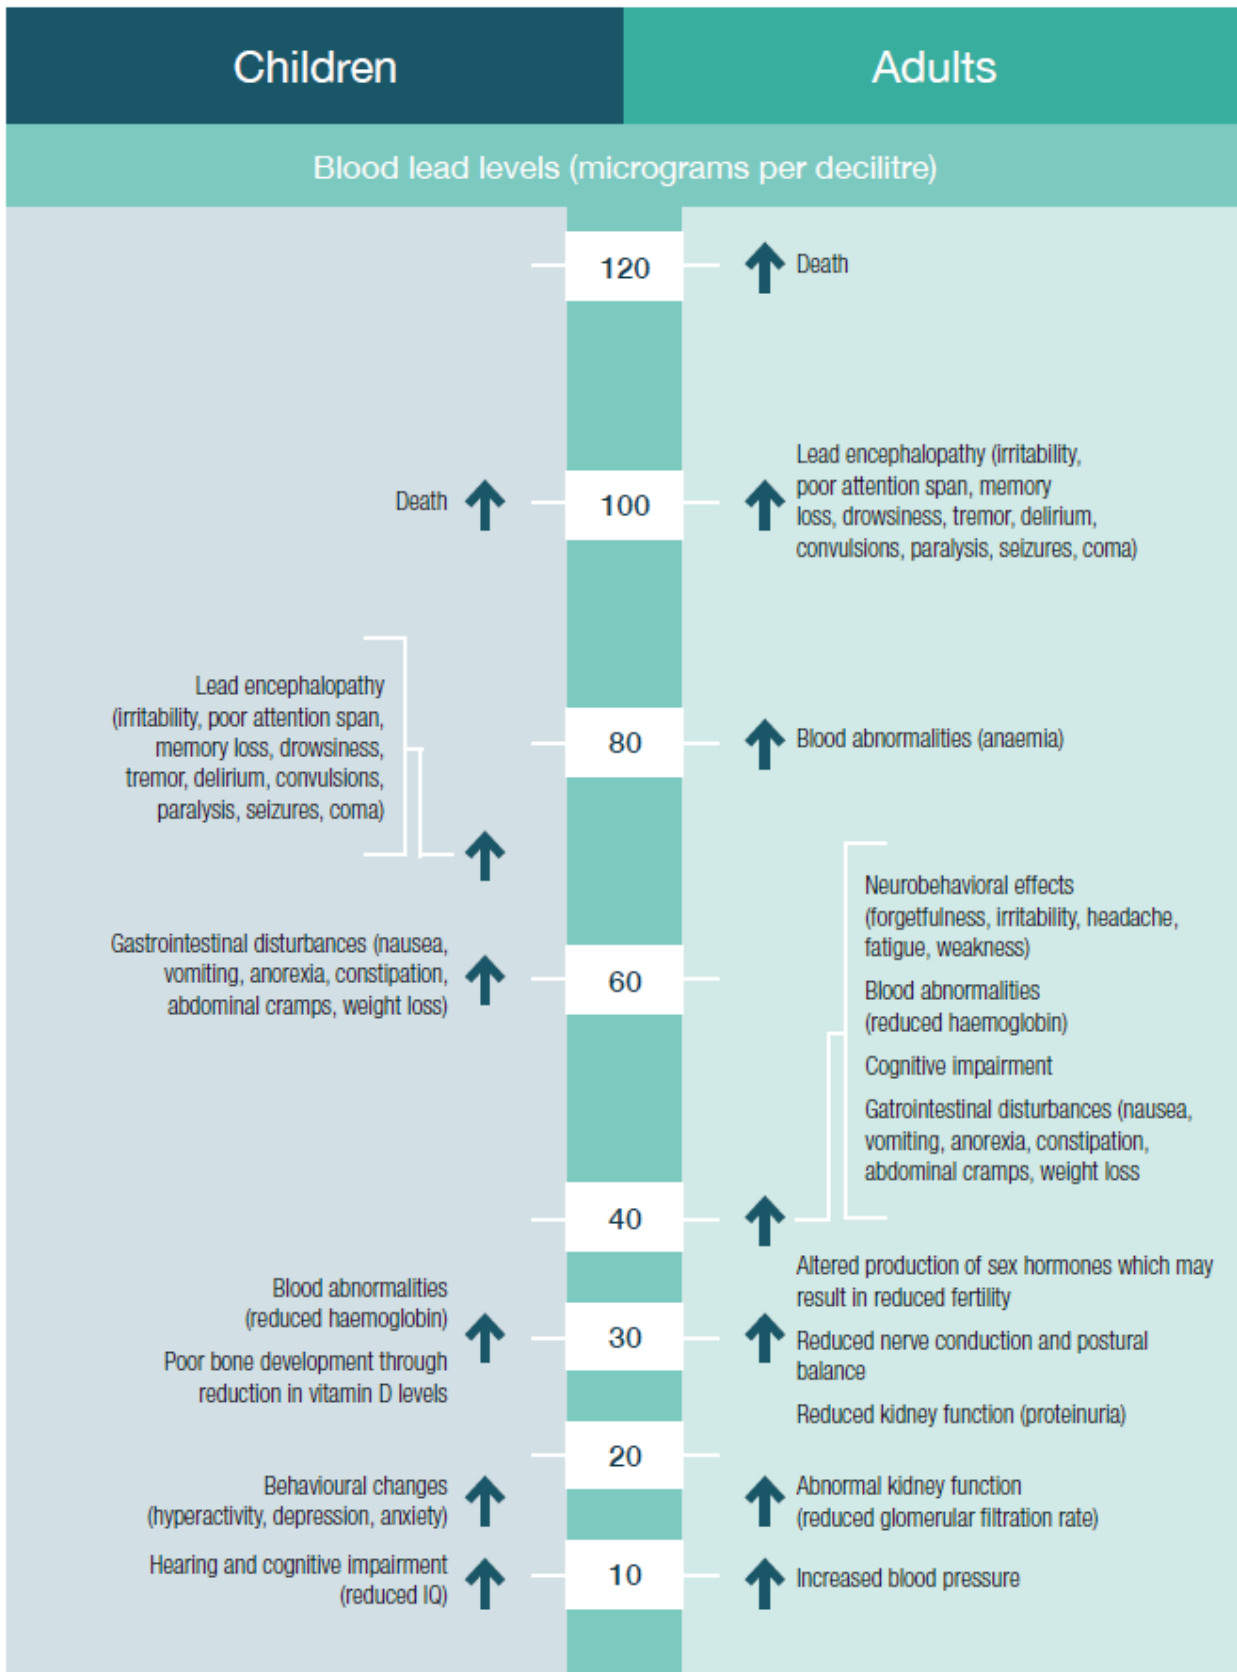 Children
Adults
Blood lead levels (micrograms per decilitre)
120
Death
Death
100
Lead encephalopathy (irritability,
poor attention span, memory
loss, drowsiness, tremor, delirium,
convulsions, paralysis, seizures, coma)
Lead encephalopathy
(irritability, poor attention span,
memory loss, drowsiness,
tremor, delirium, convulsions,
paralysis, seizures, coma)
80
Blood abnormalities (anaemia)
Gastrointestinal disturbances (nausea,
vomiting, anorexia, constipation,
abdominal cramps, weight loss)
60
Neurobehavioral effects
(forgetfulness, irritability, headache,
fatigue, weakness)
Blood abnormalities
(reduced haemoglobin)
Cognitive impairment
Gatrointestinal disturbances (nausea,
vomiting, anorexia, constipation,
abdominal cramps, weight loss
40
Blood abnormalities
(reduced haemoglobin)
Poor bone development through
reduction in vitamin D levels
30
Altered production of sex hormones which may
result in reduced fertility
Reduced nerve conduction and postural
balance
Reduced kidney function (proteinuria)
20
Behavioural changes
(hyperactivity, depression, anxiety)
Abnormal kidney function
(reduced glomerular filtration rate)
Hearing and cognitive impairment
(reduced IQ)
10
Increased blood pressure